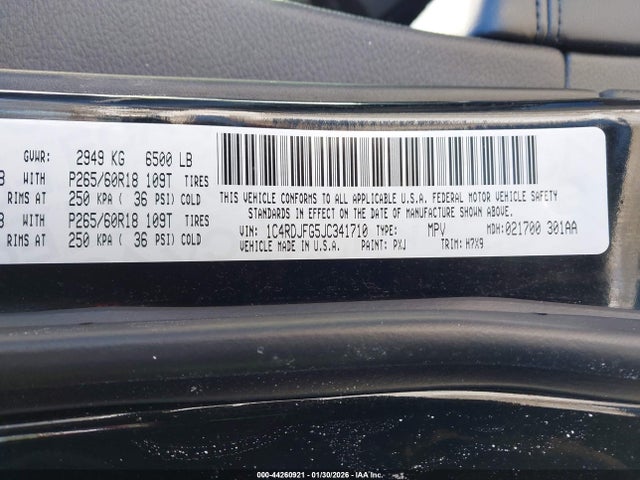 GVWR: 2949 KG 6500 LB
B WITH P265/60R18 109T TIRES
RIMS AT 250 KPA ( 36 PSI) COLD
B WITH P265/60R18 109T TIRES
RIMS AT 250 KPA ( 36 PSI) COLD
THIS VEHICLE CONFORMS TO ALL APPLICABLE U.S.A. FEDERAL MOTOR VEHICLE SAFETY
STANDARDS IN EFFECT ON THE DATE OF MANUFACTURE SHOWN ABOVE.
VIN: 1C4RDJFG5JC341710 TYPE: MPV MDH:021700 301AA
VEHICLE MADE IN U.S.A. PAINT: PXJ TRIM: H7X9
000-44260921 - 01/30/2026 - IAA Inc.